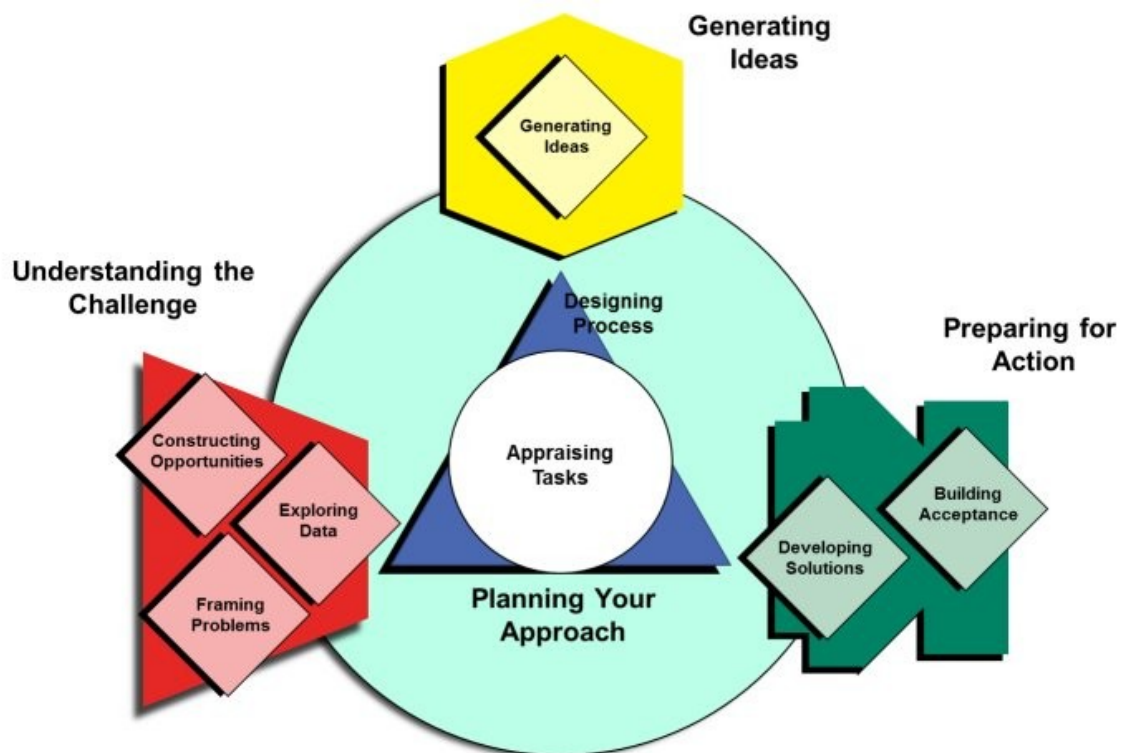 Generating
Ideas
Generating
Ideas
Understanding the
Challenge
Designing
Process
Preparing for
Action
Constructing
Opportunities
Exploring
Data
Framing
Problems
Appraising
Tasks
Building
Acceptance
Developing
Solutions
Planning Your
Approach